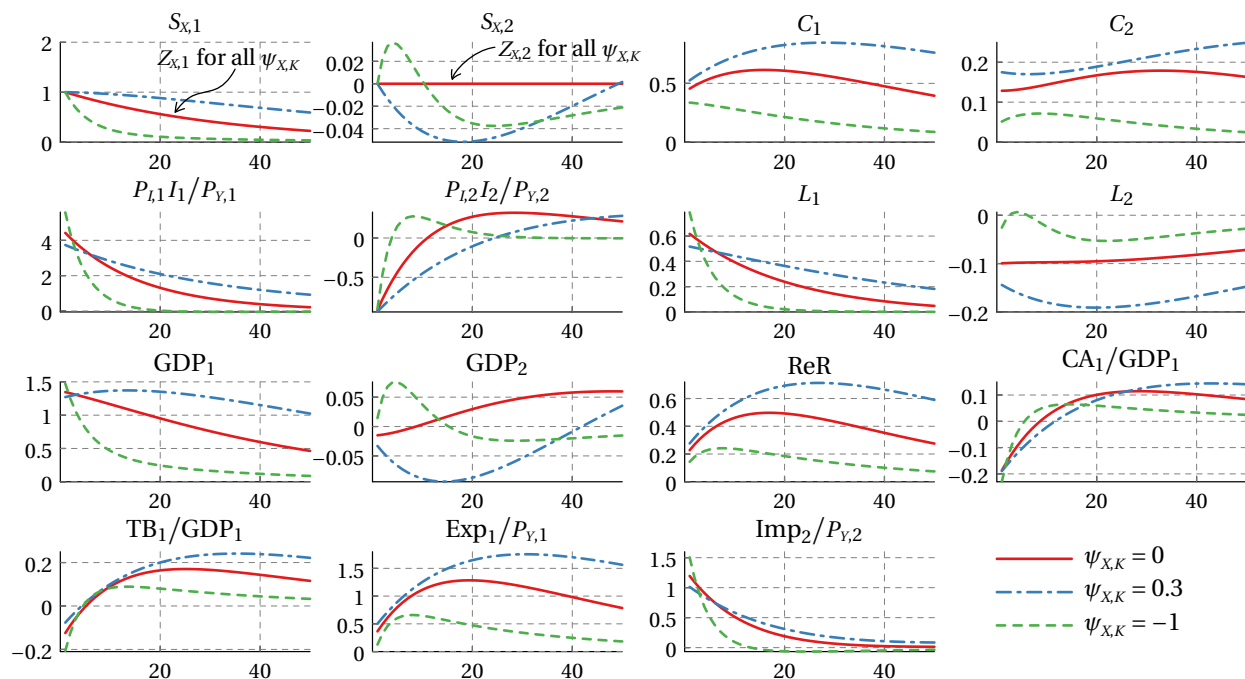 S_{X,1} S_{X,2} C_1 C_2
2 1 0 20 40 Z_{X,1} for all ψ_{X,K}
0.02 0 −0.02 −0.04 20 40 Z_{X,2} for all ψ_{X,K}
0.5 0 20 40
0.2 0.1 0 20 40
P_{I,1}I_1/P_{Y,1} P_{I,2}I_2/P_{Y,2} L_1 L_2
4 2 0 20 40
0 −0.5 20 40
0.6 0.4 0.2 0 20 40
0 −0.1 −0.2 20 40
GDP_1 GDP_2 ReR CA_1/GDP_1
1.5 1 0.5 0 20 40
0.05 0 −0.05 20 40
0.6 0.4 0.2 0 20 40
0.1 0 −0.1 −0.2 20 40
TB_1/GDP_1 Exp_1/P_{Y,1} Imp_2/P_{Y,2}
0.2 0 −0.2 20 40
1.5 1 0.5 0 20 40
1.5 1 0.5 0 20 40
ψ_{X,K} = 0
ψ_{X,K} = 0.3
ψ_{X,K} = −1